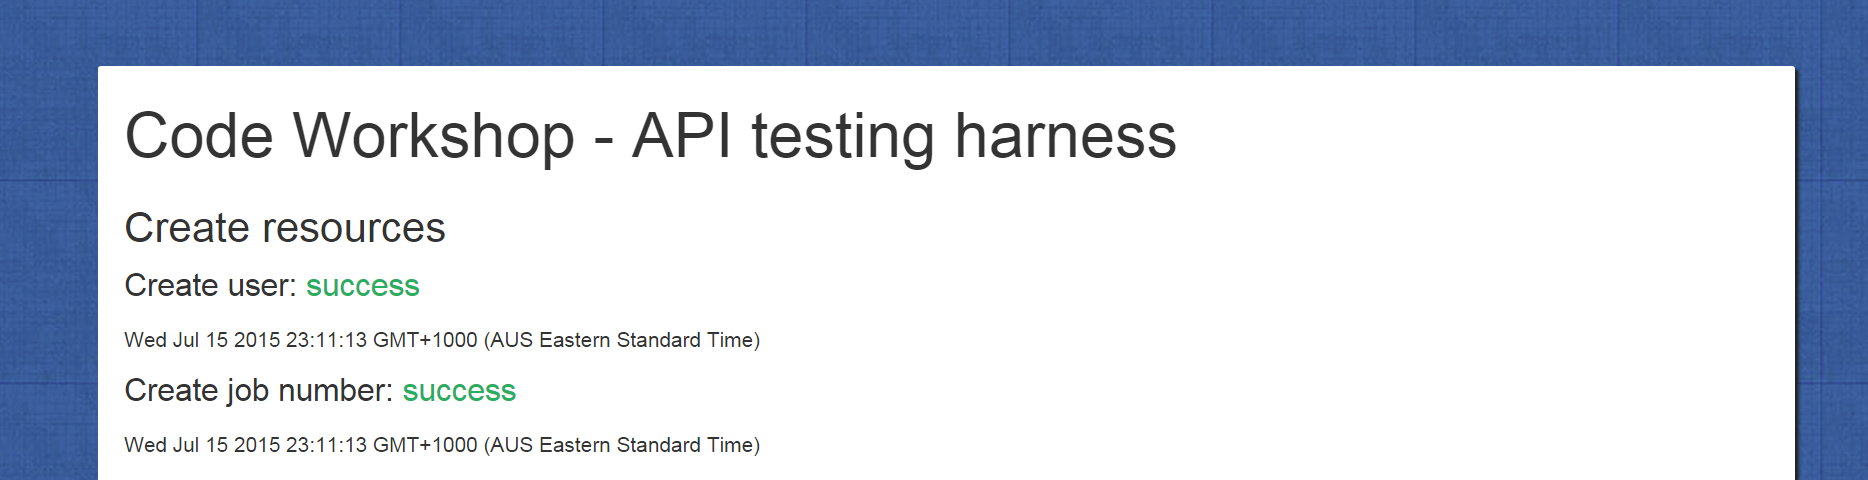 Code Workshop - API testing harness
Create resources
Create user: success
Wed Jul 15 2015 23:11:13 GMT+1000 (AUS Eastern Standard Time)
Create job number: success
Wed Jul 15 2015 23:11:13 GMT+1000 (AUS Eastern Standard Time)